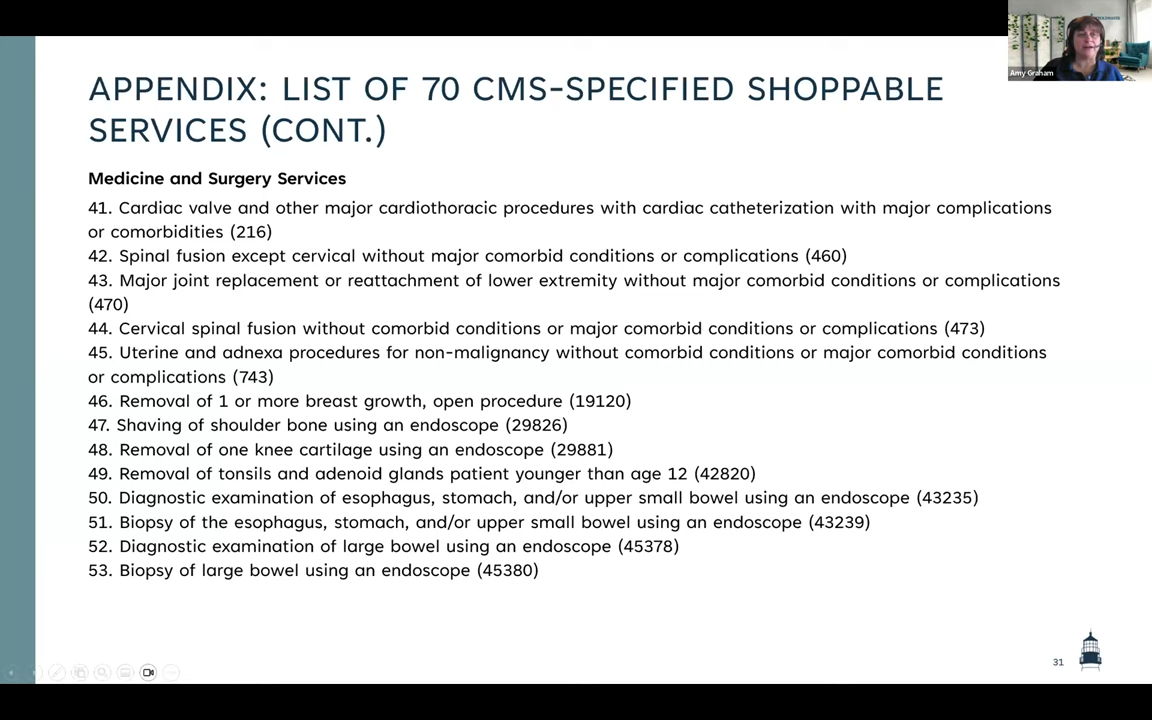 APPENDIX: LIST OF 70 CMS-SPECIFIED SHOPPABLE
SERVICES (CONT.)
Amy Graham
Medicine and Surgery Services
41. Cardiac valve and other major cardiothoracic procedures with cardiac catheterization with major complications
or comorbidities (216)
42. Spinal fusion except cervical without major comorbid conditions or complications (460)
43. Major joint replacement or reattachment of lower extremity without major comorbid conditions or complications
(470)
44. Cervical spinal fusion without comorbid conditions or major comorbid conditions or complications (473)
45. Uterine and adnexa procedures for non-malignancy without comorbid conditions or major comorbid conditions
or complications (743)
46. Removal of 1 or more breast growth, open procedure (19120)
47. Shaving of shoulder bone using an endoscope (29826)
48. Removal of one knee cartilage using an endoscope (29881)
49. Removal of tonsils and adenoid glands patient younger than age 12 (42820)
50. Diagnostic examination of esophagus, stomach, and/or upper small bowel using an endoscope (43235)
51. Biopsy of the esophagus, stomach, and/or upper small bowel using an endoscope (43239)
52. Diagnostic examination of large bowel using an endoscope (45378)
53. Biopsy of large bowel using an endoscope (45380)
31